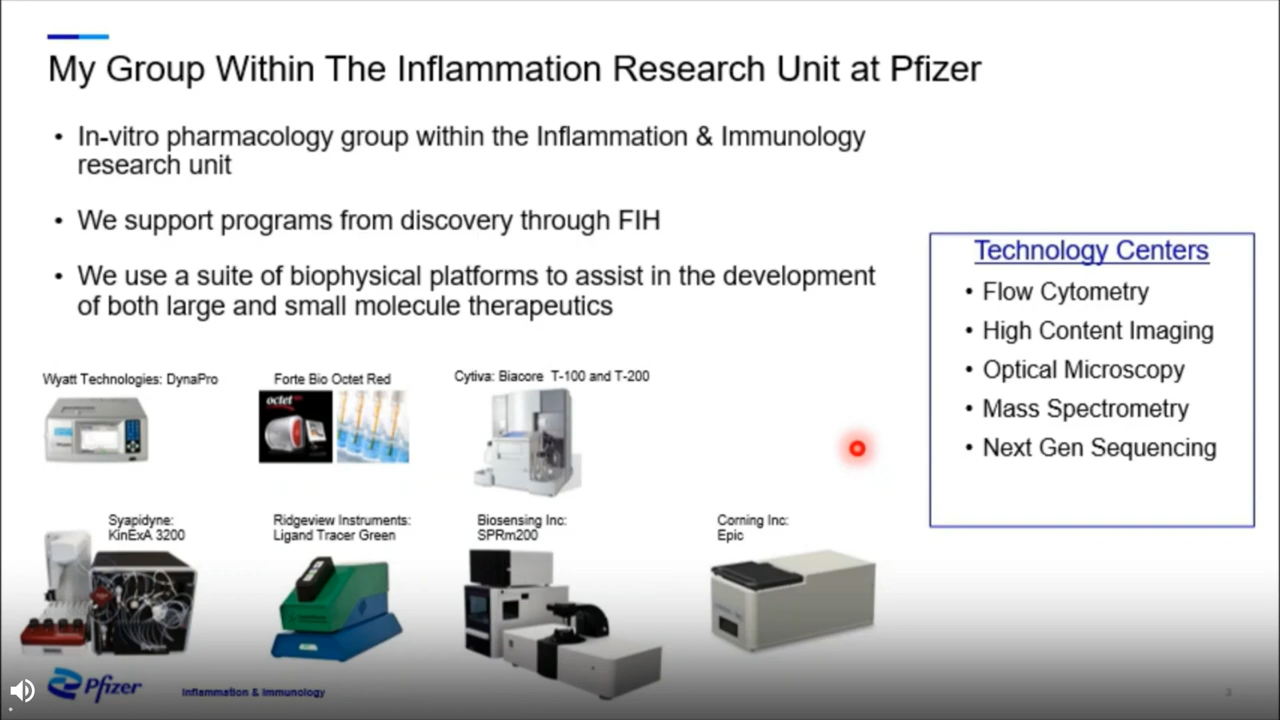 My Group Within The Inflammation Research Unit at Pfizer
• In-vitro pharmacology group within the Inflammation & Immunology
research unit
• We support programs from discovery through FIH
• We use a suite of biophysical platforms to assist in the development
of both large and small molecule therapeutics
Technology Centers
• Flow Cytometry
• High Content Imaging
• Optical Microscopy
• Mass Spectrometry
• Next Gen Sequencing
Wyatt Technologies: DynaPro
Forte Bio Octet Red
Cytiva: Biacore T-100 and T-200
octet
Syapidyne:
KinExA 3200
Ridgeview Instruments:
Ligand Tracer Green
Biosensing Inc:
SPRm200
Corning Inc:
Epic
Pfizer
Inflammation & Immunology
3